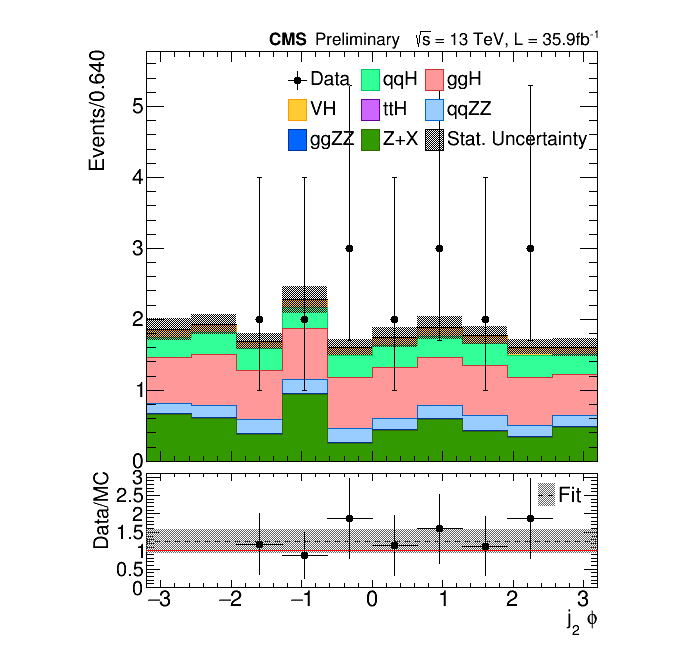 CMS Preliminary √s = 13 TeV, L = 35.9fb⁻¹
Events/0.640
Data qqH ggH
VH ttH qqZZ
ggZZ Z+X Stat. Uncertainty
5
4
3
2
1
0
Data/MC
3
2.5
2
1.5
1
0.5
0
Fit
−3 −2 −1 0 1 2 3
j₂ ϕ